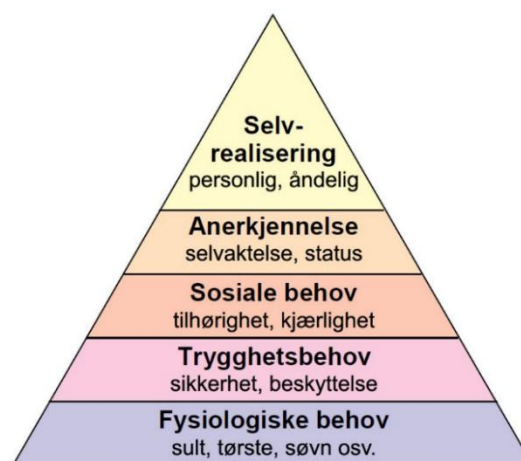 Selv-
realisering
personlig, åndelig
Anerkjennelse
selvaktelse, status
Sosiale behov
tilhørighet, kjærlighet
Trygghetsbehov
sikkerhet, beskyttelse
Fysiologiske behov
sult, tørste, søvn osv.